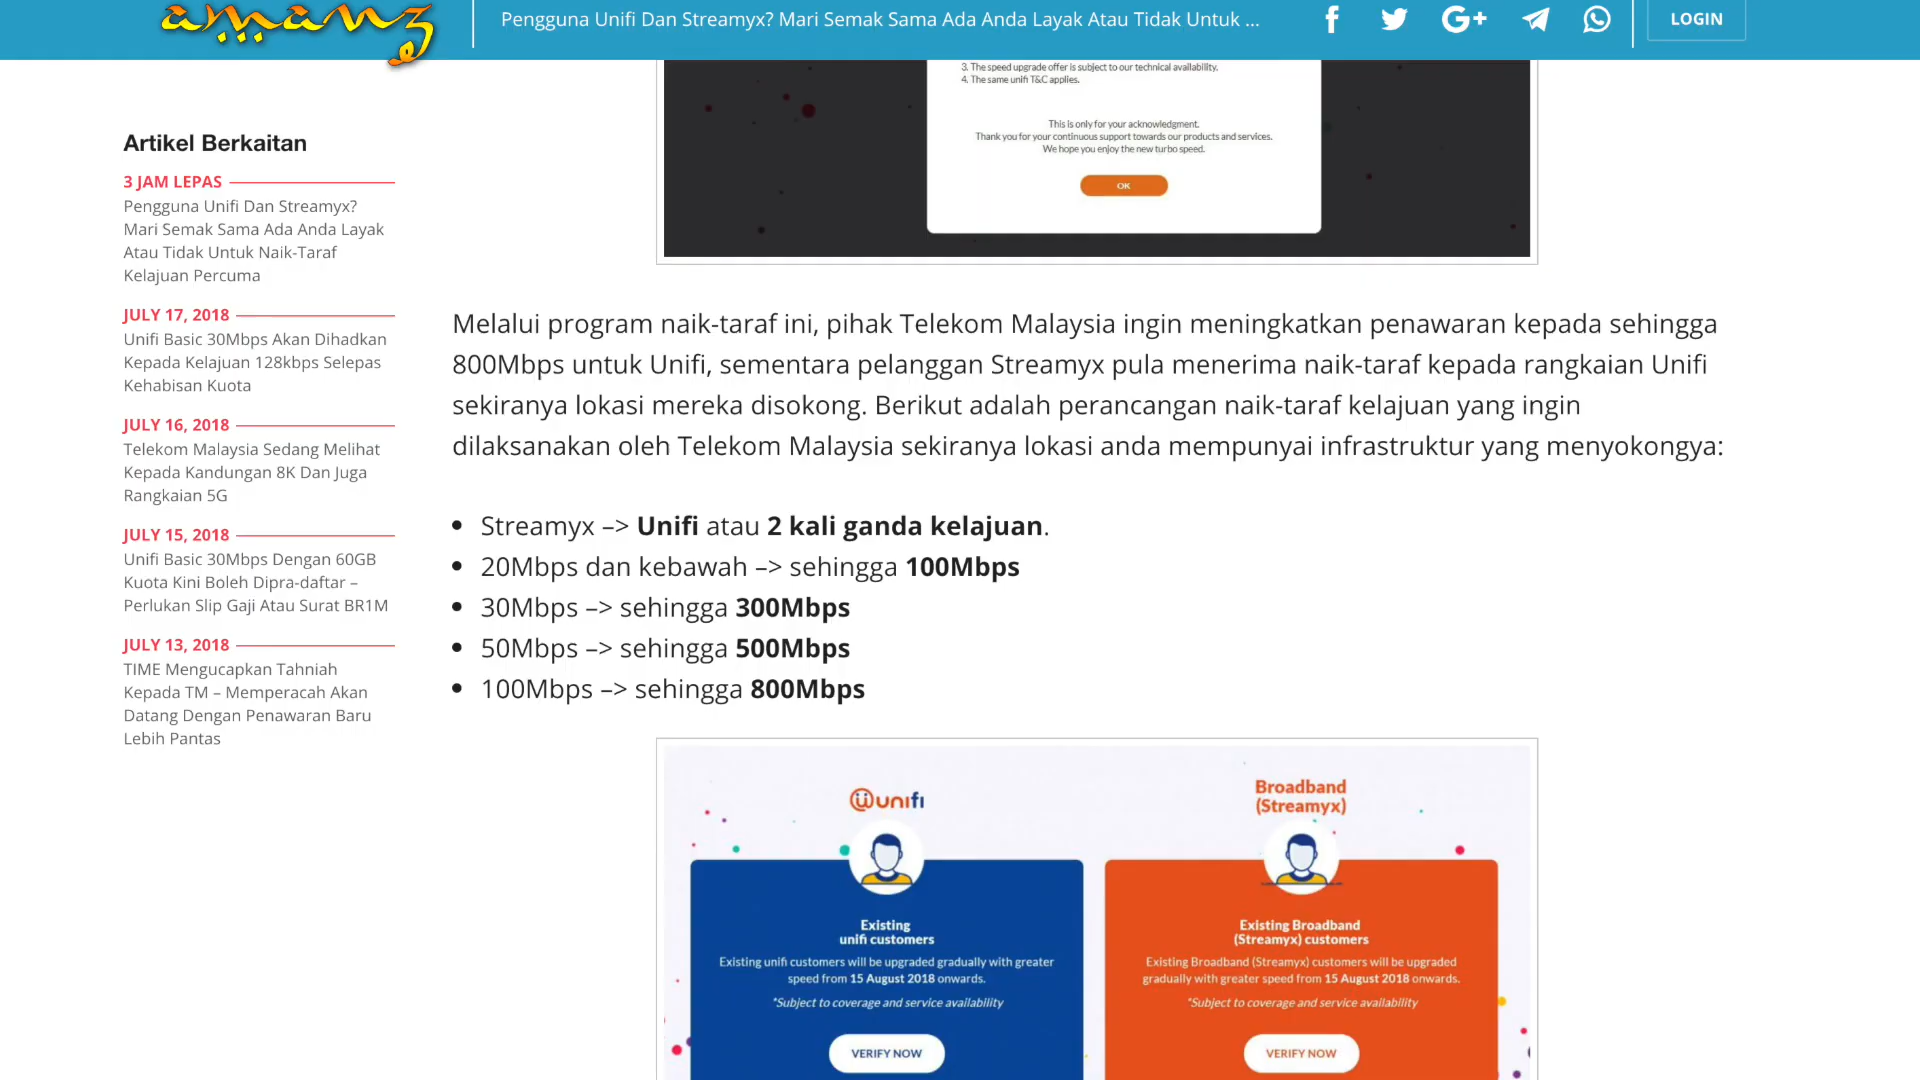 amanz
Pengguna Unifi Dan Streamyx? Mari Semak Sama Ada Anda Layak Atau Tidak Untuk ...
LOGIN
3. The speed upgrade offer is subject to our technical availability.
4. The same unifi T&C applies.
This is only for your acknowledgment.
Thank you for your continuous support towards our products and services.
We hope you enjoy the new turbo speed.
OK
Artikel Berkaitan
3 JAM LEPAS
Pengguna Unifi Dan Streamyx?
Mari Semak Sama Ada Anda Layak
Atau Tidak Untuk Naik-Taraf
Kelajuan Percuma
JULY 17, 2018
Unifi Basic 30Mbps Akan Dihadkan
Kepada Kelajuan 128kbps Selepas
Kehabisan Kuota
JULY 16, 2018
Telekom Malaysia Sedang Melihat
Kepada Kandungan 8K Dan Juga
Rangkaian 5G
JULY 15, 2018
Unifi Basic 30Mbps Dengan 60GB
Kuota Kini Boleh Dipra-daftar –
Perlukan Slip Gaji Atau Surat BR1M
JULY 13, 2018
TIME Mengucapkan Tahniah
Kepada TM – Memperacah Akan
Datang Dengan Penawaran Baru
Lebih Pantas
Melalui program naik-taraf ini, pihak Telekom Malaysia ingin meningkatkan penawaran kepada sehingga
800Mbps untuk Unifi, sementara pelanggan Streamyx pula menerima naik-taraf kepada rangkaian Unifi
sekiranya lokasi mereka disokong. Berikut adalah perancangan naik-taraf kelajuan yang ingin
dilaksanakan oleh Telekom Malaysia sekiranya lokasi anda mempunyai infrastruktur yang menyokongya:
• Streamyx –> Unifi atau 2 kali ganda kelajuan.
• 20Mbps dan kebawah –> sehingga 100Mbps
• 30Mbps –> sehingga 300Mbps
• 50Mbps –> sehingga 500Mbps
• 100Mbps –> sehingga 800Mbps
unifi
Existing
unifi customers
Existing unifi customers will be upgraded gradually with greater
speed from 15 August 2018 onwards.
*Subject to coverage and service availability
VERIFY NOW
Broadband
(Streamyx)
Existing Broadband
(Streamyx) customers
Existing Broadband (Streamyx) customers will be upgraded
gradually with greater speed from 15 August 2018 onwards.
*Subject to coverage and service availability
VERIFY NOW